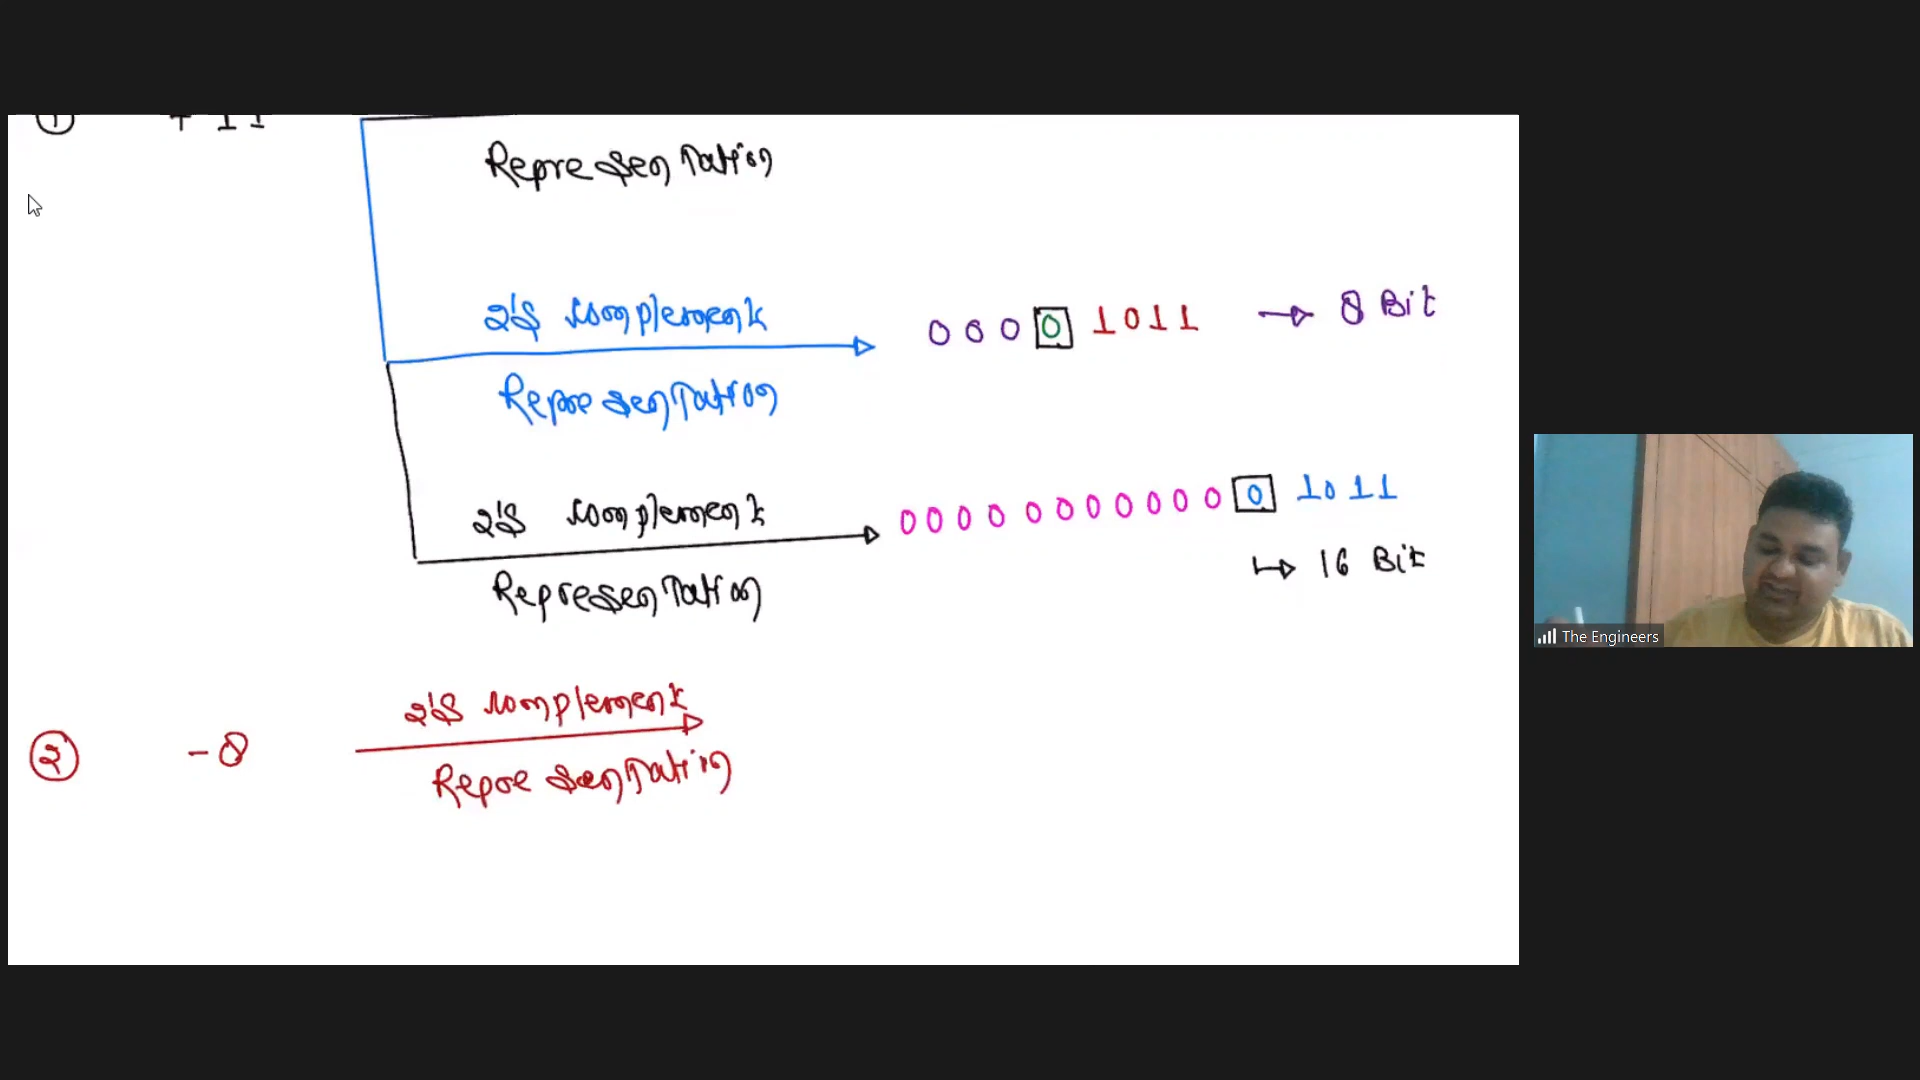 ① + 11
Representation
2's complement
0 0 0 0 1 0 1 1 → 8 Bit
Representation
2's complement
0 0 0 0 0 0 0 0 0 0 0 0 1 0 1 1
Representation
↳ 16 Bit
② - 8
2's complement
Representation
The Engineers